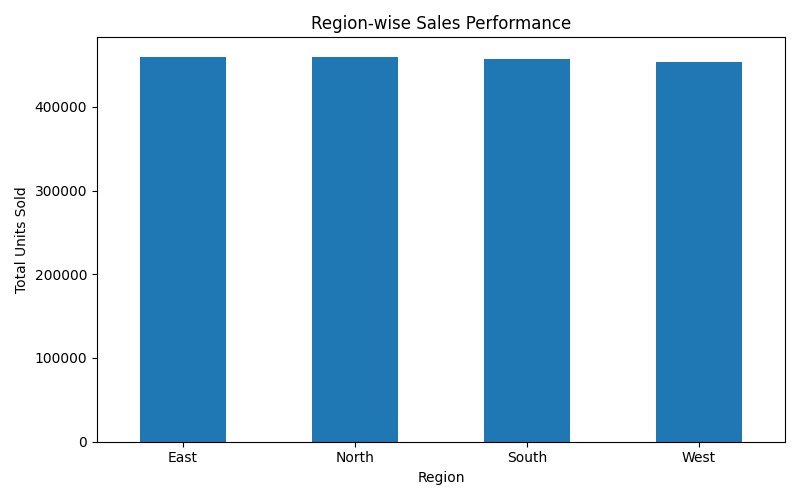 Region-wise Sales Performance
Total Units Sold
400000
300000
200000
100000
0
East North South West
Region